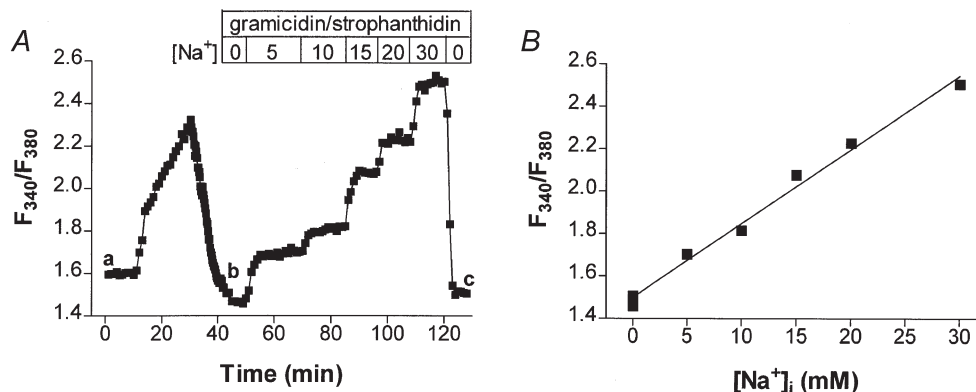 A
gramicidin/strophanthidin
[Na⁺] 0 5 10 15 20 30 0
2.6
2.4
2.2
2.0
1.8
1.6
1.4
F₃₄₀/F₃₈₀
a
b
c
0 20 40 60 80 100 120
Time (min)
B
2.6
2.4
2.2
2.0
1.8
1.6
1.4
F₃₄₀/F₃₈₀
0 5 10 15 20 25 30
[Na⁺]ᵢ (mM)